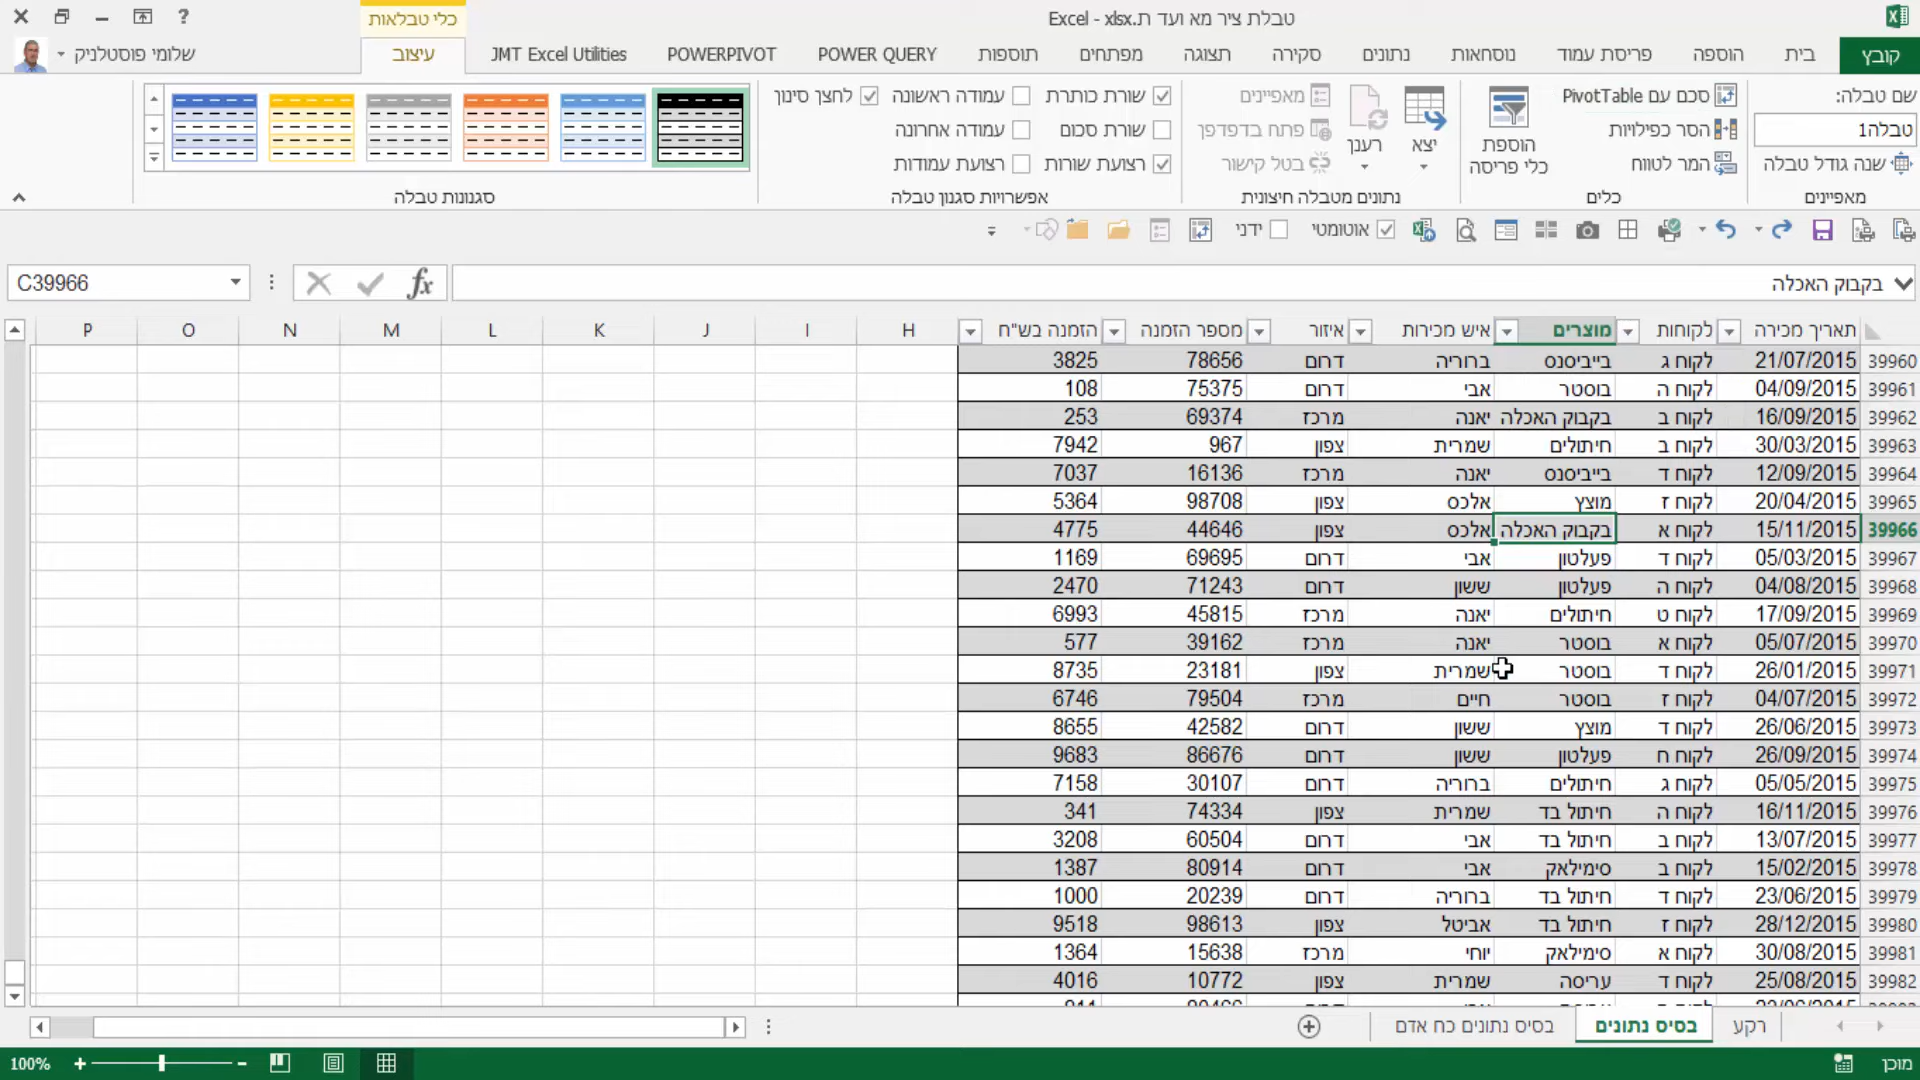 טבלת ציר מא ועד ת.xlsx - Excel
כלי טבלאות
קובץ
בית
הוספה
פריסת עמוד
נוסחאות
נתונים
סקירה
תצוגה
מפתחים
תוספות
POWER QUERY
POWERPIVOT
JMT Excel Utilities
עיצוב
שלומי פוסטלניק
שם טבלה:
טבלה1
שנה גודל טבלה
מאפיינים
סכם עם PivotTable
הסר כפילויות
המר לטווח
הוספת
כלי פריסה
כלים
יצא
רענן
מאפיינים
פתח בדפדפן
בטל קישור
נתונים מטבלה חיצונית
שורת כותרת
שורת סכום
רצועת שורות
עמודה ראשונה
עמודה אחרונה
רצועת עמודות
לחצן סינון
אפשרויות סגנון טבלה
סגנונות טבלה
אוטומטי
ידני
C39966
fx
בקבוק האכלה
תאריך מכירה לקוחות מוצרים איש מכירות איזור מספר הזמנה הזמנה בש"ח H I J K L M N O P
39960 21/07/2015 לקוח ג בייביסנס ברוריה דרום 78656 3825
39961 04/09/2015 לקוח ה בוסטר אבי דרום 75375 108
39962 16/09/2015 לקוח ב בקבוק האכלה יאנה מרכז 69374 253
39963 30/03/2015 לקוח ב חיתולים שמרית צפון 967 7942
39964 12/09/2015 לקוח ד בייביסנס יאנה מרכז 16136 7037
39965 20/04/2015 לקוח ז מוצץ אלכס צפון 98708 5364
39966 15/11/2015 לקוח א בקבוק האכלה אלכס צפון 44646 4775
39967 05/03/2015 לקוח ד פעלטון אבי דרום 69695 1169
39968 04/08/2015 לקוח ה פעלטון ששון דרום 71243 2470
39969 17/09/2015 לקוח ט חיתולים יאנה מרכז 45815 6993
39970 05/07/2015 לקוח א בוסטר יאנה מרכז 39162 577
39971 26/01/2015 לקוח ד בוסטר שמרית צפון 23181 8735
39972 04/07/2015 לקוח ז בוסטר חיים מרכז 79504 6746
39973 26/06/2015 לקוח ד מוצץ ששון דרום 42582 8655
39974 26/09/2015 לקוח ח פעלטון ששון דרום 86676 9683
39975 05/05/2015 לקוח ג חיתולים ברוריה דרום 30107 7158
39976 16/11/2015 לקוח ה חיתול בד שמרית צפון 74334 341
39977 13/07/2015 לקוח ב חיתול בד אבי דרום 60504 3208
39978 15/02/2015 לקוח ב סימילאק אבי דרום 80914 1387
39979 23/06/2015 לקוח ד חיתול בד ברוריה דרום 20239 1000
39980 28/12/2015 לקוח ז חיתול בד אביטל צפון 98613 9518
39981 30/08/2015 לקוח א סימילאק יוחי מרכז 15638 1364
39982 25/08/2015 לקוח ד עריסה שמרית צפון 10772 4016
רקע
בסיס נתונים
בסיס נתונים כח אדם
מוכן
100%